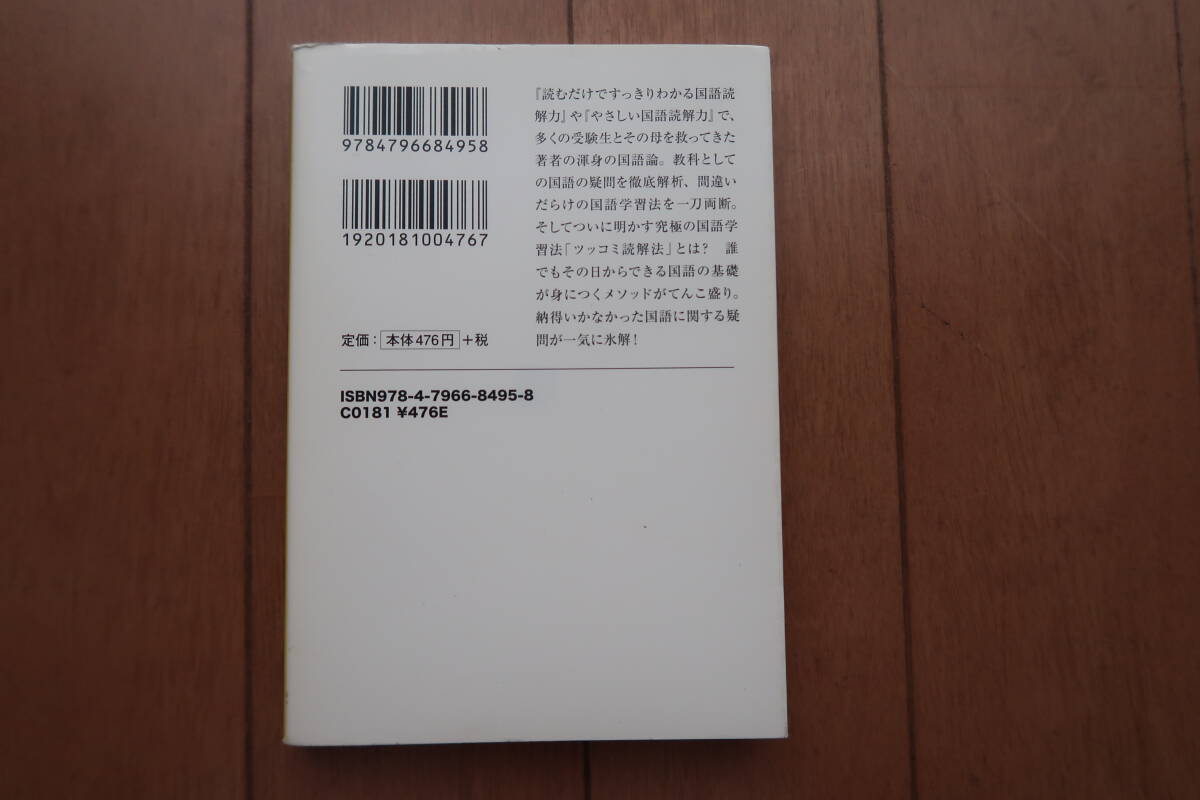 9784796684958
1920181004767
定価：本体476円＋税
『読むだけですっきりわかる国語読
解力』や『やさしい国語読解力』で、
多くの受験生とその母を救ってきた
著者の渾身の国語論。教科として
の国語の疑問を徹底解析、間違い
だらけの国語学習法を一刀両断。
そしてついに明かす究極の国語学
習法「ツッコミ読解法」とは？　誰
でもその日からできる国語の基礎
が身につくメソッドがてんこ盛り。
納得いかなかった国語に関する疑
問が一気に氷解！
ISBN978-4-7966-8495-8
C0181 ¥476E